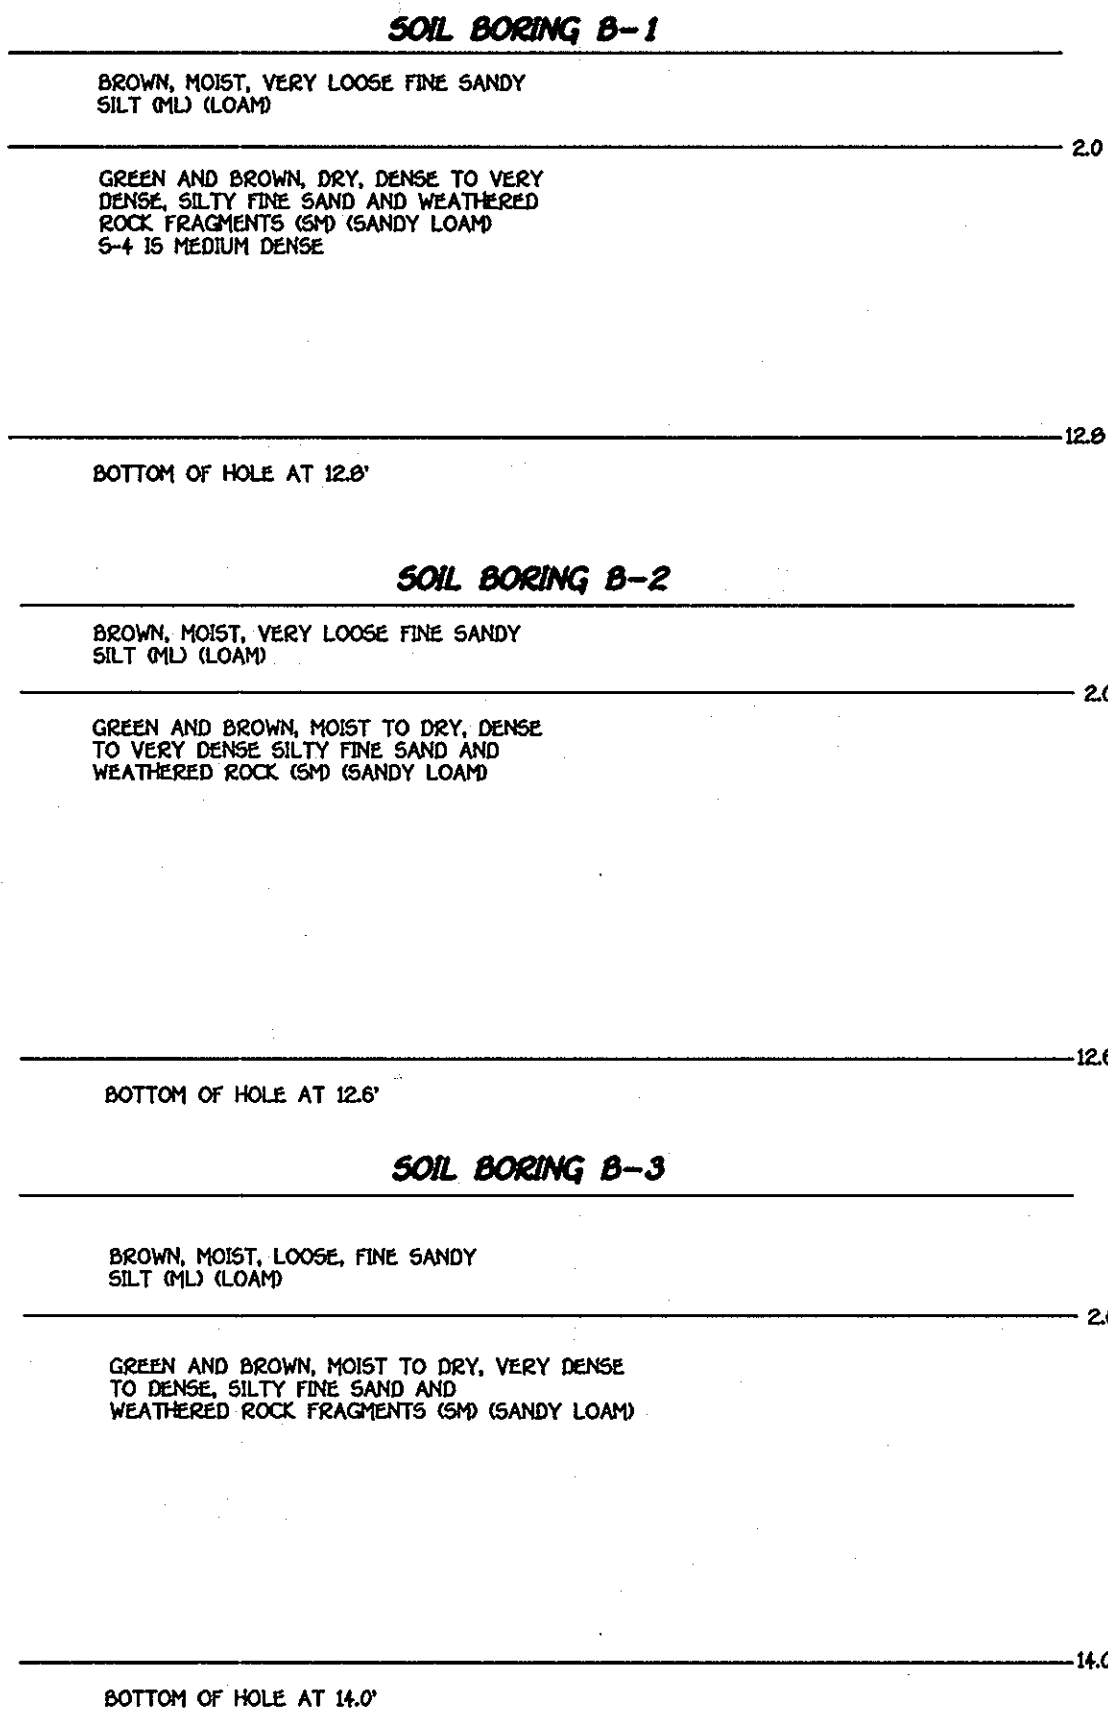 SOIL BORING B-1
BROWN, MOIST, VERY LOOSE FINE SANDY
SILT (ML) (LOAM)
2.0
GREEN AND BROWN, DRY, DENSE TO VERY
DENSE, SILTY FINE SAND AND WEATHERED
ROCK FRAGMENTS (SM) (SANDY LOAM)
S-4 IS MEDIUM DENSE
12.8
BOTTOM OF HOLE AT 12.8'
SOIL BORING B-2
BROWN, MOIST, VERY LOOSE FINE SANDY
SILT (ML) (LOAM)
2.0
GREEN AND BROWN, MOIST TO DRY, DENSE
TO VERY DENSE SILTY FINE SAND AND
WEATHERED ROCK (SM) (SANDY LOAM)
12.6
BOTTOM OF HOLE AT 12.6'
SOIL BORING B-3
BROWN, MOIST, LOOSE, FINE SANDY
SILT (ML) (LOAM)
GREEN AND BROWN, MOIST TO DRY, VERY DENSE
TO DENSE, SILTY FINE SAND AND
WEATHERED ROCK FRAGMENTS (SM) (SANDY LOAM)
14.0
BOTTOM OF HOLE AT 14.0'